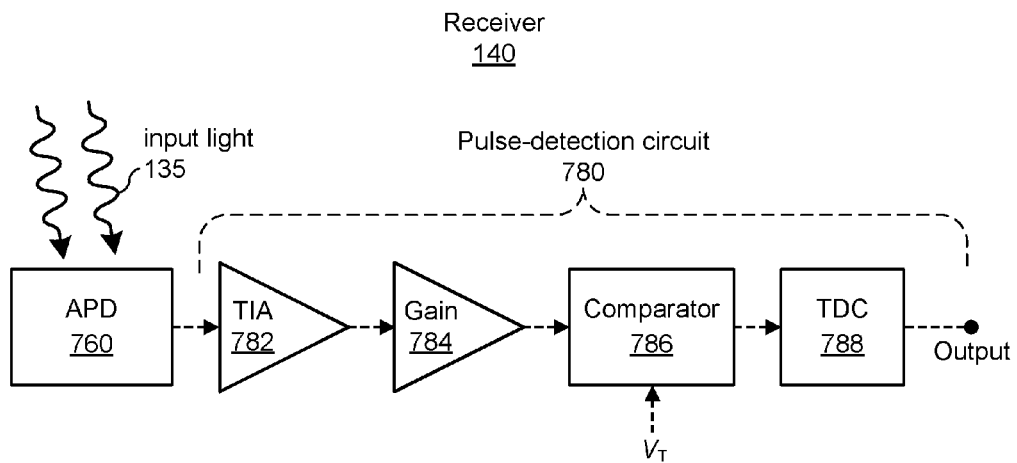 Receiver
140
input light
135
Pulse-detection circuit
780
APD
760
TIA
782
Gain
784
Comparator
786
TDC
788
Output
VT